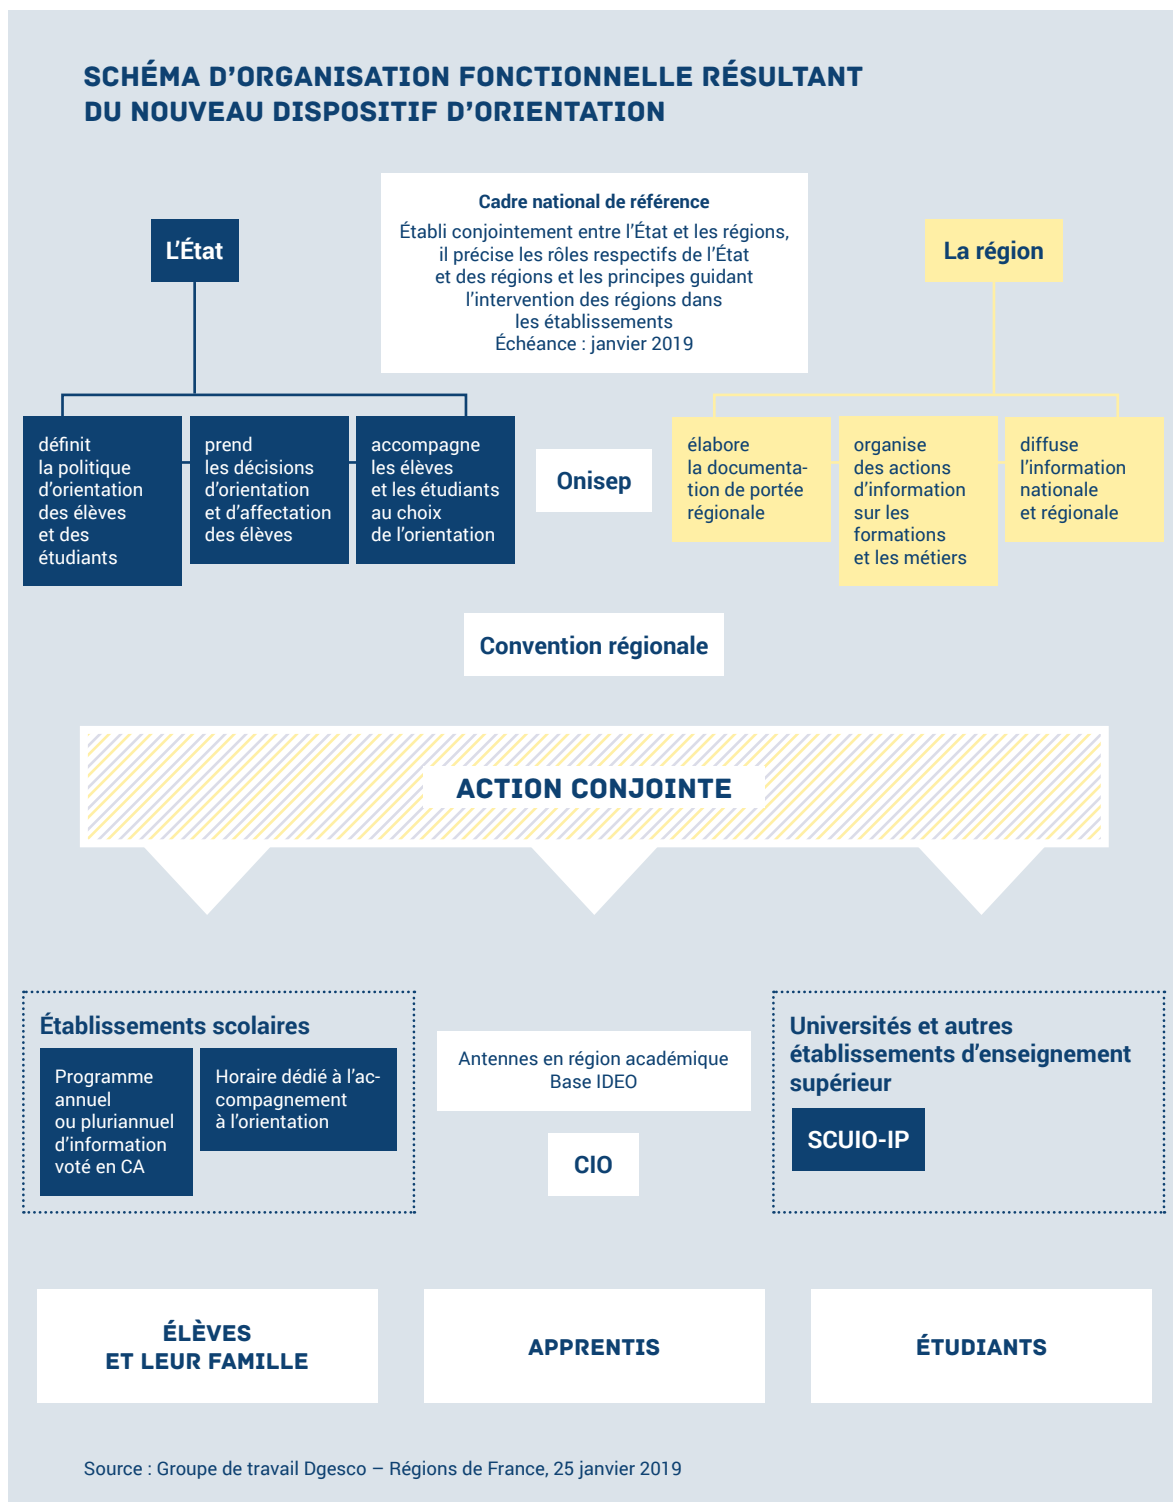 SCHÉMA D'ORGANISATION FONCTIONNELLE RÉSULTANT
DU NOUVEAU DISPOSITIF D'ORIENTATION
Cadre national de référence
Établi conjointement entre l'État et les régions,
il précise les rôles respectifs de l'État
et des régions et les principes guidant
l'intervention des régions dans
les établissements
Échéance : janvier 2019
L'État
La région
définit
la politique
d'orientation
des élèves
et des
étudiants
prend
les décisions
d'orientation
et d'affectation
des élèves
accompagne
les élèves
et les étudiants
au choix
de l'orientation
Onisep
élabore
la documenta-
tion de portée
régionale
organise
des actions
d'information
sur les
formations
et les métiers
diffuse
l'information
nationale
et régionale
Convention régionale
ACTION CONJOINTE
Établissements scolaires
Programme
annuel
ou pluriannuel
d'information
voté en CA
Horaire dédié à l'ac-
compagnement
à l'orientation
Antennes en région académique
Base IDEO
CIO
Universités et autres
établissements d'enseignement
supérieur
SCUIO-IP
ÉLÈVES
ET LEUR FAMILLE
APPRENTIS
ÉTUDIANTS
Source : Groupe de travail Dgesco – Régions de France, 25 janvier 2019